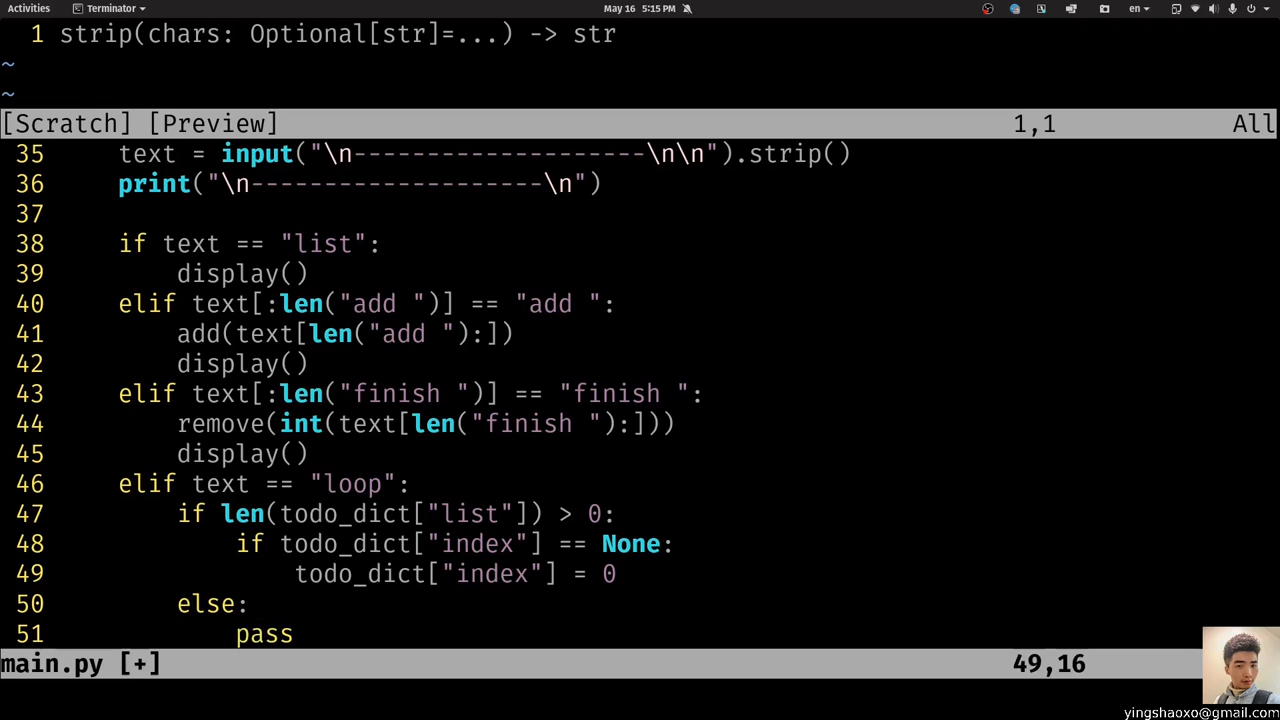 Activities Terminator May 16 5:15 PM en
1 strip(chars: Optional[str]=...) -> str
~
~
[Scratch] [Preview] 1,1 All
35 text = input("\n--------------------\n\n").strip()
36 print("\n--------------------\n")
37
38 if text == "list":
39 display()
40 elif text[:len("add ")] == "add ":
41 add(text[len("add "):])
42 display()
43 elif text[:len("finish ")] == "finish ":
44 remove(int(text[len("finish "):]))
45 display()
46 elif text == "loop":
47 if len(todo_dict["list"]) > 0:
48 if todo_dict["index"] == None:
49 todo_dict["index"] = 0
50 else:
51 pass
main.py [+] 49,16
yingshaoxo@gmail.com